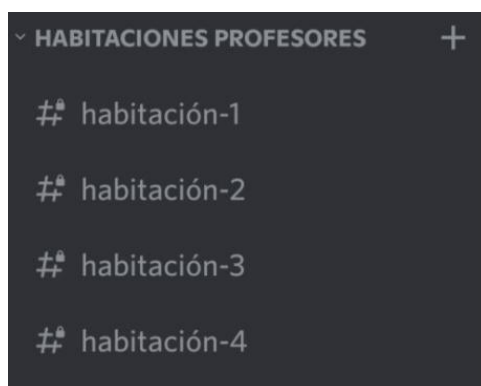 HABITACIONES PROFESORES
habitación-1
habitación-2
habitación-3
habitación-4